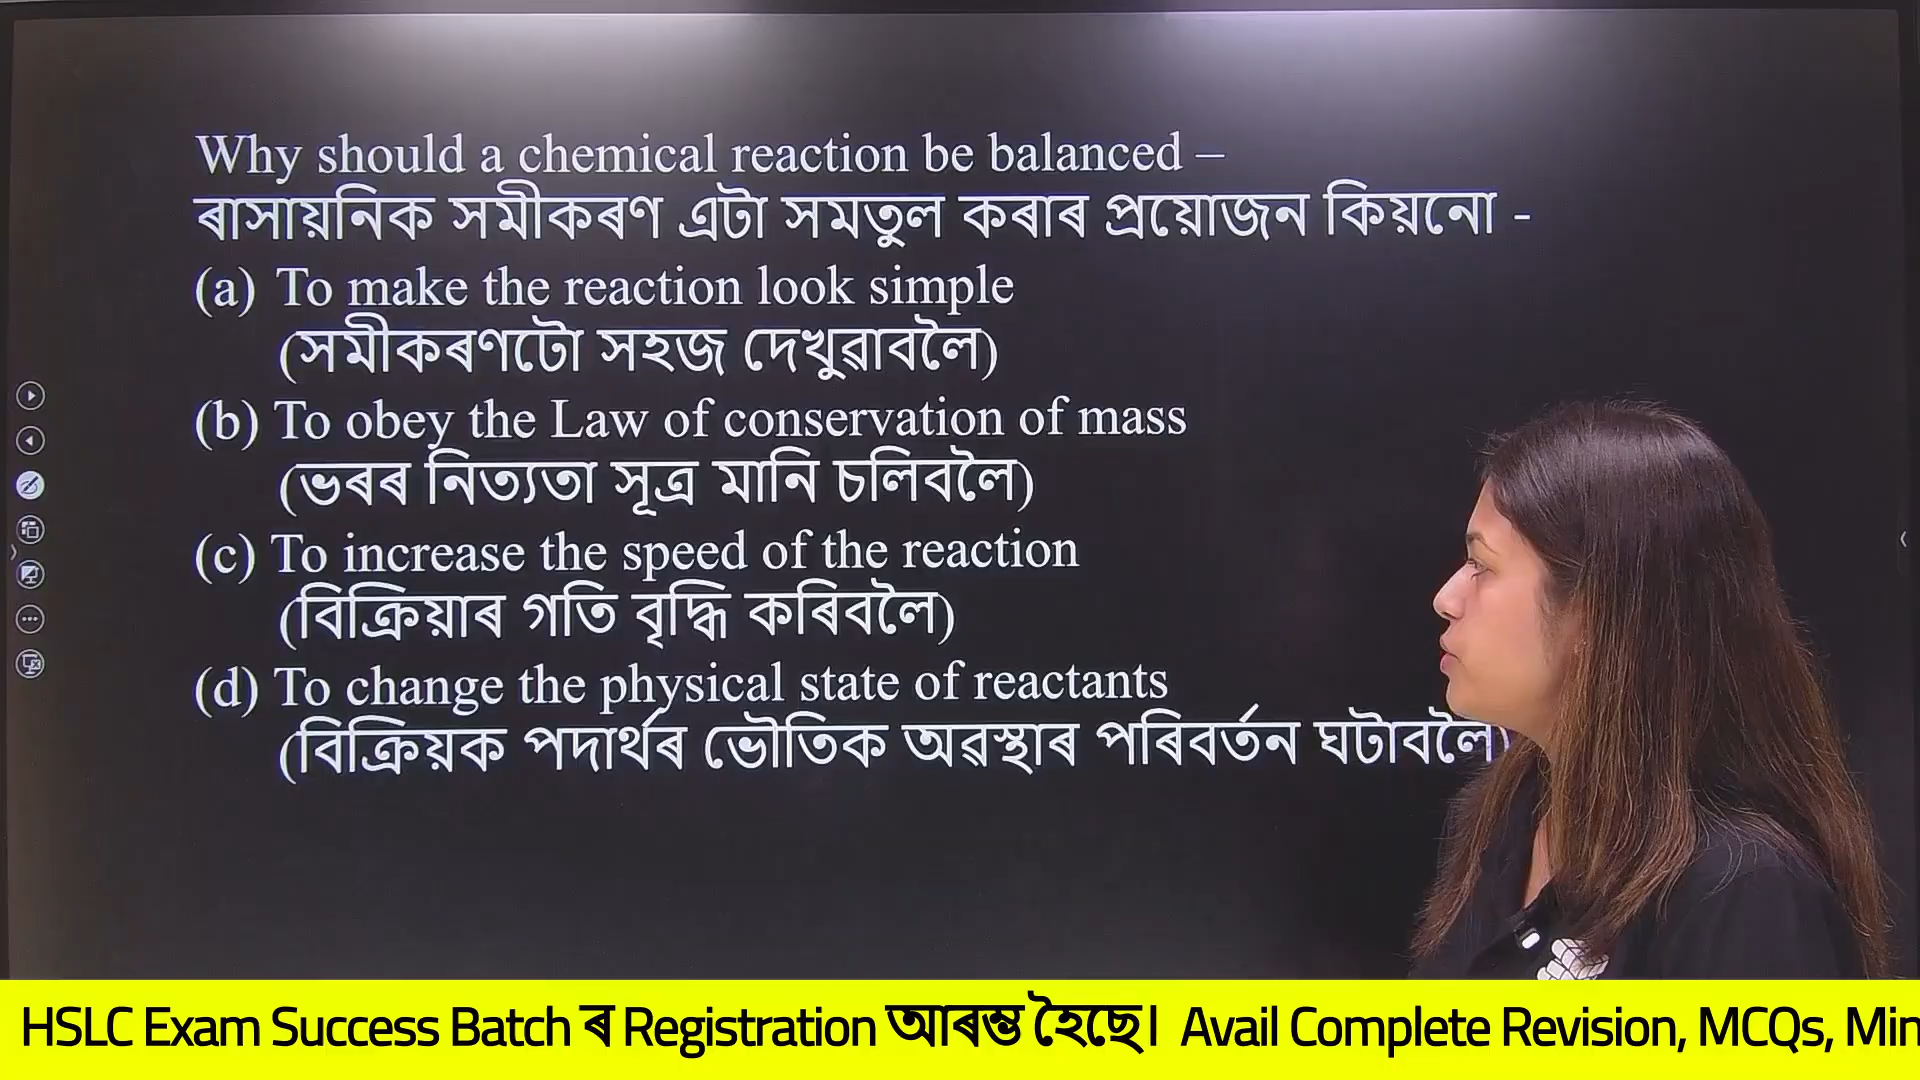 Why should a chemical reaction be balanced –
ৰাসায়নিক সমীকৰণ এটা সমতুল কৰাৰ প্ৰয়োজন কিয়নো -
(a) To make the reaction look simple
(সমীকৰণটো সহজ দেখুৱাবলৈ)
(b) To obey the Law of conservation of mass
(ভৰৰ নিত্যতা সূত্ৰ মানি চলিবলৈ)
(c) To increase the speed of the reaction
(বিক্ৰিয়াৰ গতি বৃদ্ধি কৰিবলৈ)
(d) To change the physical state of reactants
(বিক্ৰিয়ক পদাৰ্থৰ ভৌতিক অৱস্থাৰ পৰিবৰ্তন ঘটাবলৈ)
HSLC Exam Success Batch ৰ Registration আৰম্ভ হৈছে। Avail Complete Revision, MCQs, Min